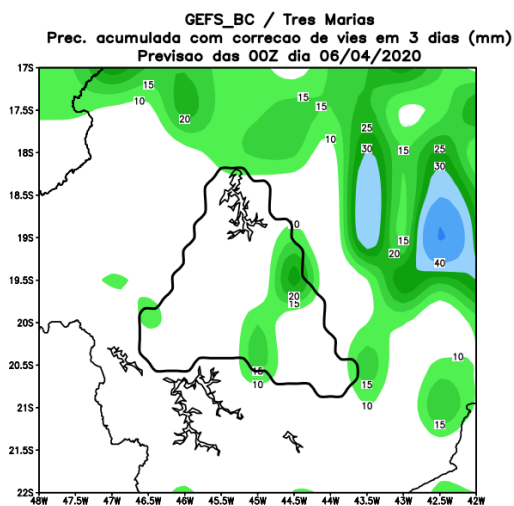 GEFS_BC / Tres Marias
Prec. acumulada com correcao de vies em 3 dias (mm)
Previsao das 00Z dia 06/04/2020
17S
15
10
15
15
17.5S
20
25
10
18S
30
15
25
30
18.5S
10
19S
15
20
40
19.5S
20
15
20S
10
20.5S
15
10
15
10
21S
15
21.5S
22S
48W
47.5W
47W
46.5W
46W
45.5W
45W
44.5W
44W
43.5W
43W
42.5W
42W